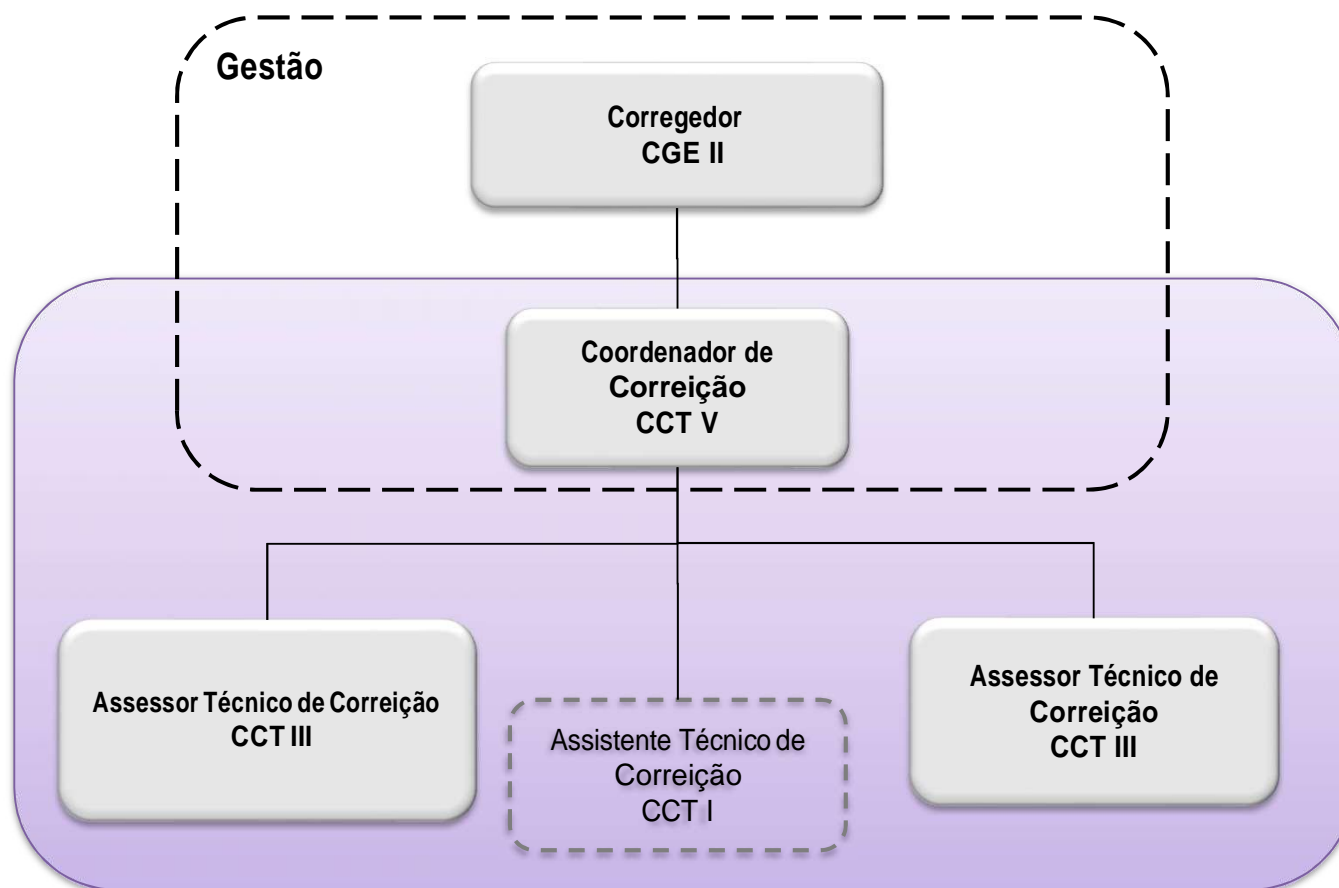 Gestão
Corregedor
CGE II
Coordenador de
Correição
CCT V
Assessor Técnico de Correição
CCT III
Assistente Técnico de
Correição
CCT I
Assessor Técnico de
Correição
CCT III